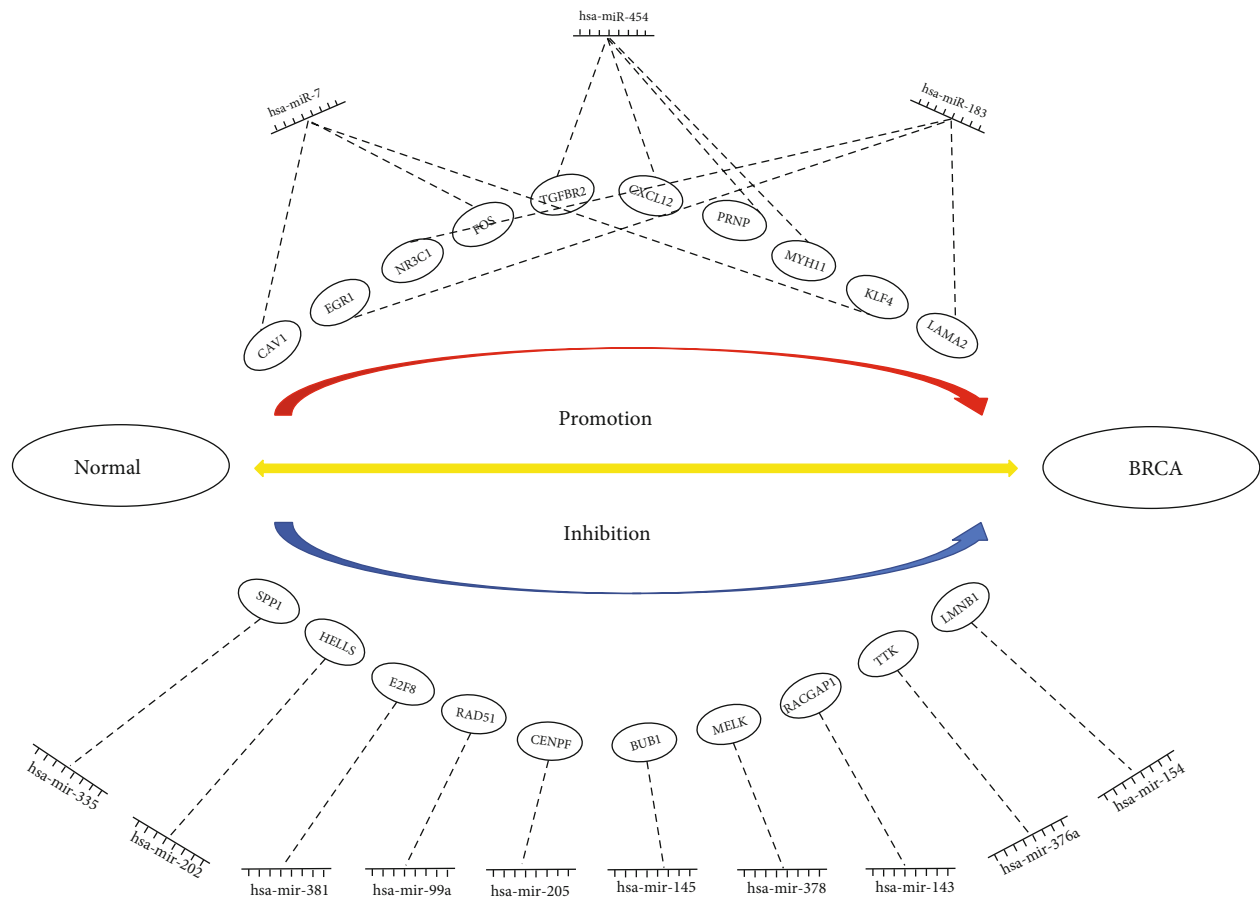 hsa-miR-454
hsa-miR-7
hsa-miR-183
TGFBR2
CXCL12
FOS
PRNP
NR3C1
MYH11
EGR1
KLF4
CAV1
LAMA2
Promotion
Normal
BRCA
Inhibition
SPP1
LMNB1
HELLS
TTK
E2F8
RACGAP1
RAD51
MELK
CENPF
BUB1
hsa-mir-335
hsa-mir-154
hsa-mir-202
hsa-mir-376a
hsa-mir-381
hsa-mir-99a
hsa-mir-205
hsa-mir-145
hsa-mir-378
hsa-mir-143